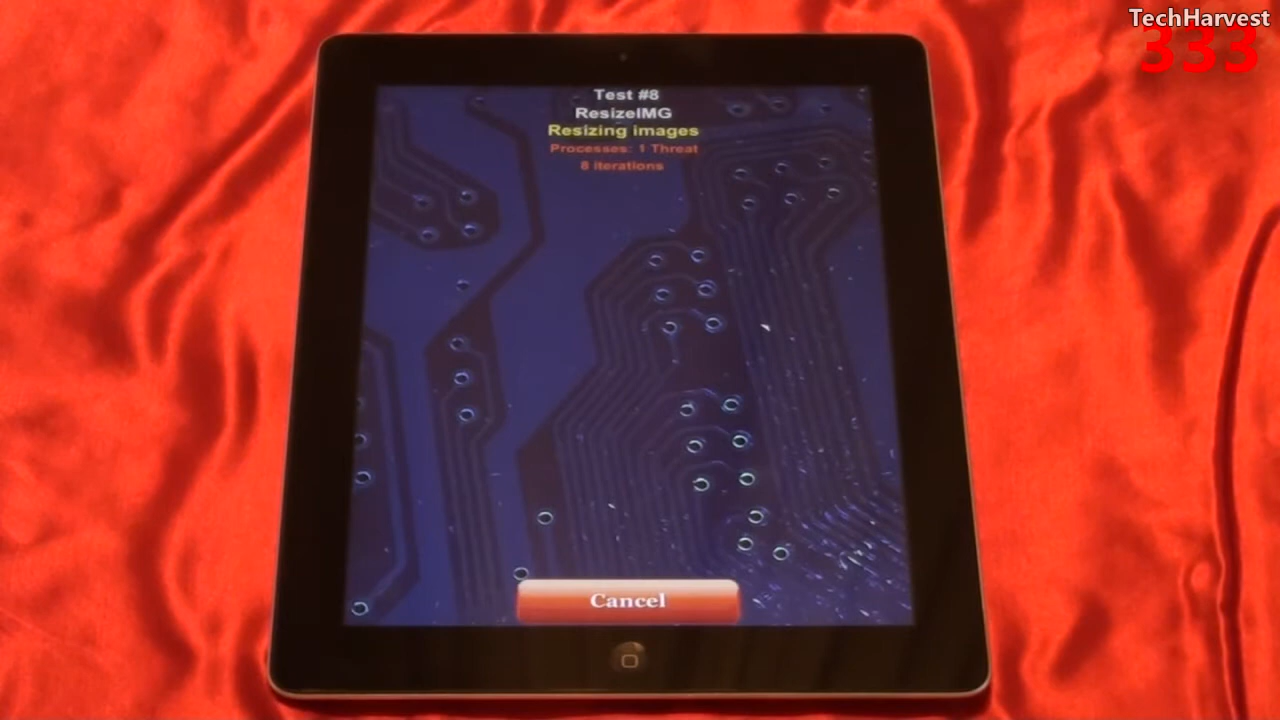 TechHarvest
333
Test #8
ResizeIMG
Resizing images
Processes: 1 Threat
8 iterations
Cancel